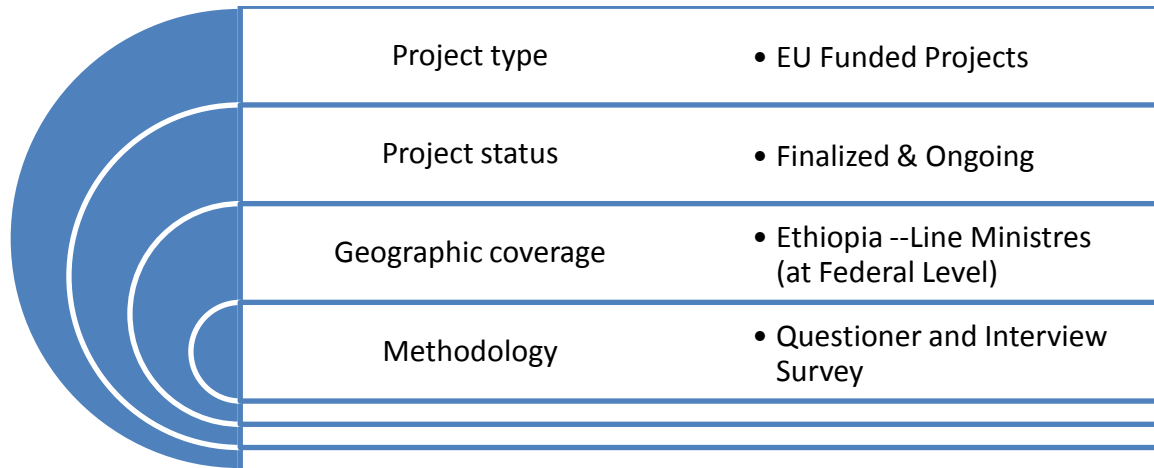 Project type
• EU Funded Projects
Project status
• Finalized & Ongoing
Geographic coverage
• Ethiopia --Line Ministres
(at Federal Level)
Methodology
• Questioner and Interview
Survey